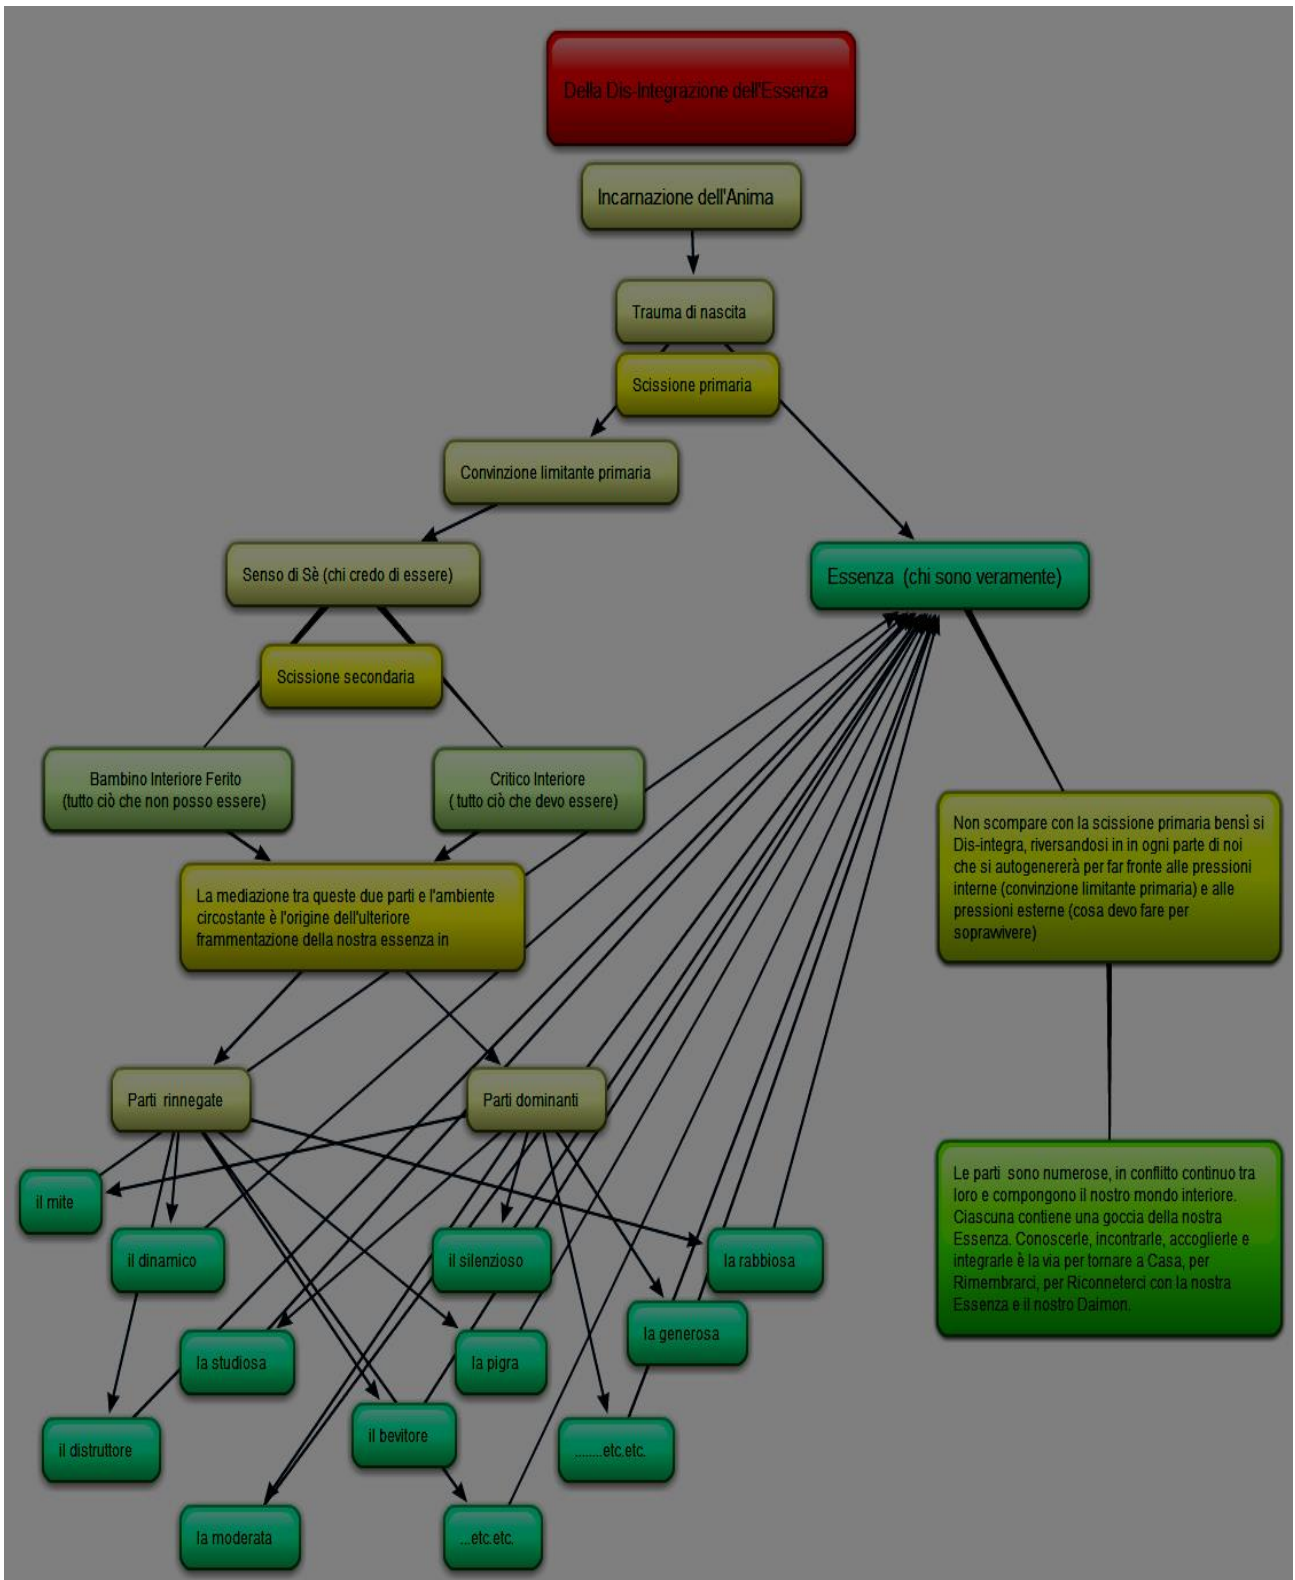 Della Dis-Integrazione dell'Essenza
Incarnazione dell'Anima
Trauma di nascita
Scissione primaria
Convinzione limitante primaria
Senso di Sè (chi credo di essere)
Essenza (chi sono veramente)
Scissione secondaria
Bambino Interiore Ferito
(tutto ciò che non posso essere)
Critico Interiore
( tutto ciò che devo essere)
Non scompare con la scissione primaria bensì si
Dis-integra, riversandosi in in ogni parte di noi
che si autogenererà per far fronte alle pressioni
interne (convinzione limitante primaria) e alle
pressioni esterne (cosa devo fare per
sopravvivere)
La mediazione tra queste due parti e l'ambiente
circostante è l'origine dell'ulteriore
frammentazione della nostra essenza in
Parti rinnegate
Parti dominanti
Le parti sono numerose, in conflitto continuo tra
loro e compongono il nostro mondo interiore.
Ciascuna contiene una goccia della nostra
Essenza. Conoscerle, incontrarle, accoglierle e
integrarle è la via per tornare a Casa, per
Rimembrarci, per Riconneterci con la nostra
Essenza e il nostro Daimon.
il mite
il dinamico
il silenzioso
la rabbiosa
la studiosa
la pigra
la generosa
il distruttore
il bevitore
........etc.etc.
la moderata
...etc.etc.